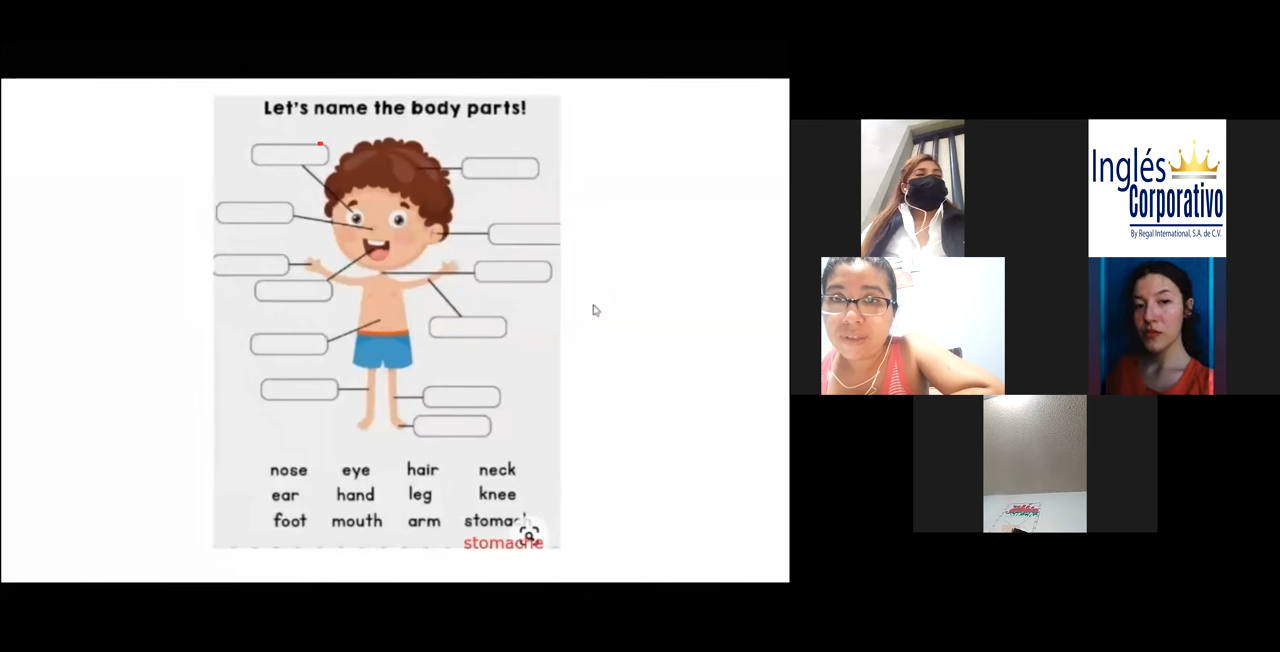 Let's name the body parts!
nose eye hair neck
ear hand leg knee
foot mouth arm stomach
stomache
Inglés
Corporativo
By Regal International, S.A. de C.V.